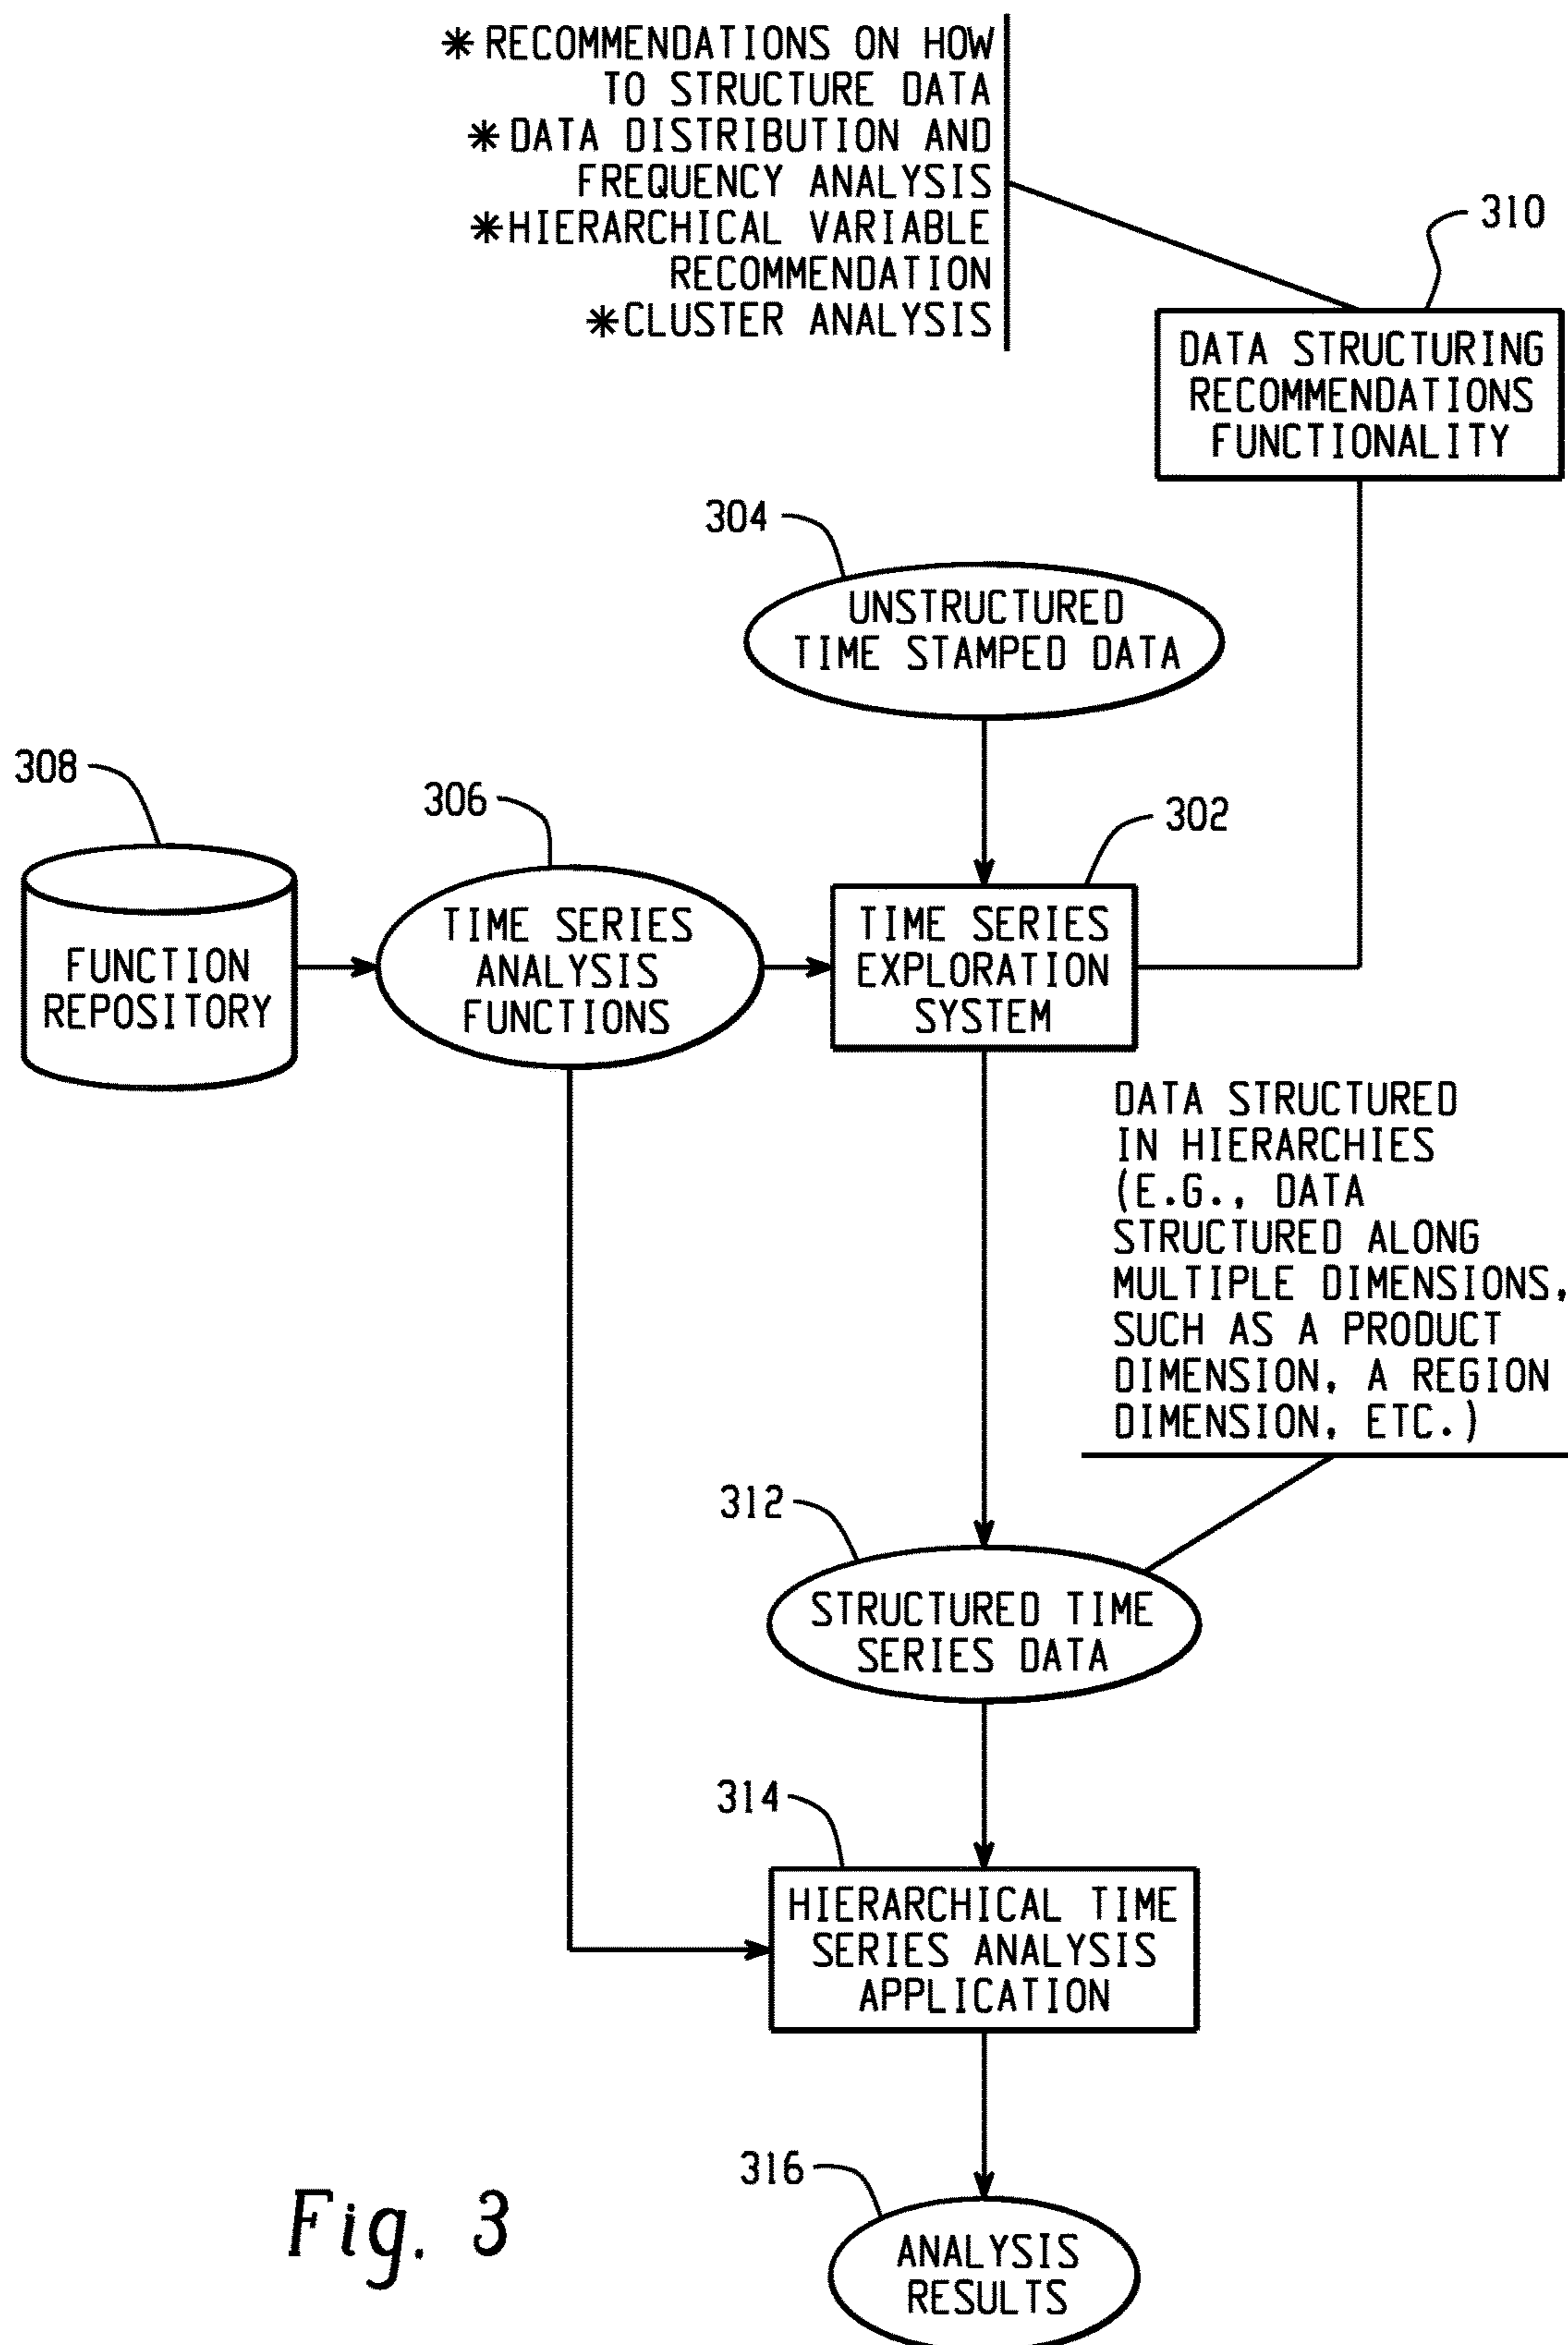 * RECOMMENDATIONS ON HOW
TO STRUCTURE DATA
* DATA DISTRIBUTION AND
FREQUENCY ANALYSIS
* HIERARCHICAL VARIABLE
RECOMMENDATION
* CLUSTER ANALYSIS
310
DATA STRUCTURING
RECOMMENDATIONS
FUNCTIONALITY
304
UNSTRUCTURED
TIME STAMPED DATA
308
306
302
FUNCTION
REPOSITORY
TIME SERIES
ANALYSIS
FUNCTIONS
TIME SERIES
EXPLORATION
SYSTEM
DATA STRUCTURED
IN HIERARCHIES
(E.G., DATA
STRUCTURED ALONG
MULTIPLE DIMENSIONS,
SUCH AS A PRODUCT
DIMENSION, A REGION
DIMENSION, ETC.)
312
STRUCTURED TIME
SERIES DATA
314
HIERARCHICAL TIME
SERIES ANALYSIS
APPLICATION
316
ANALYSIS
RESULTS
Fig. 3